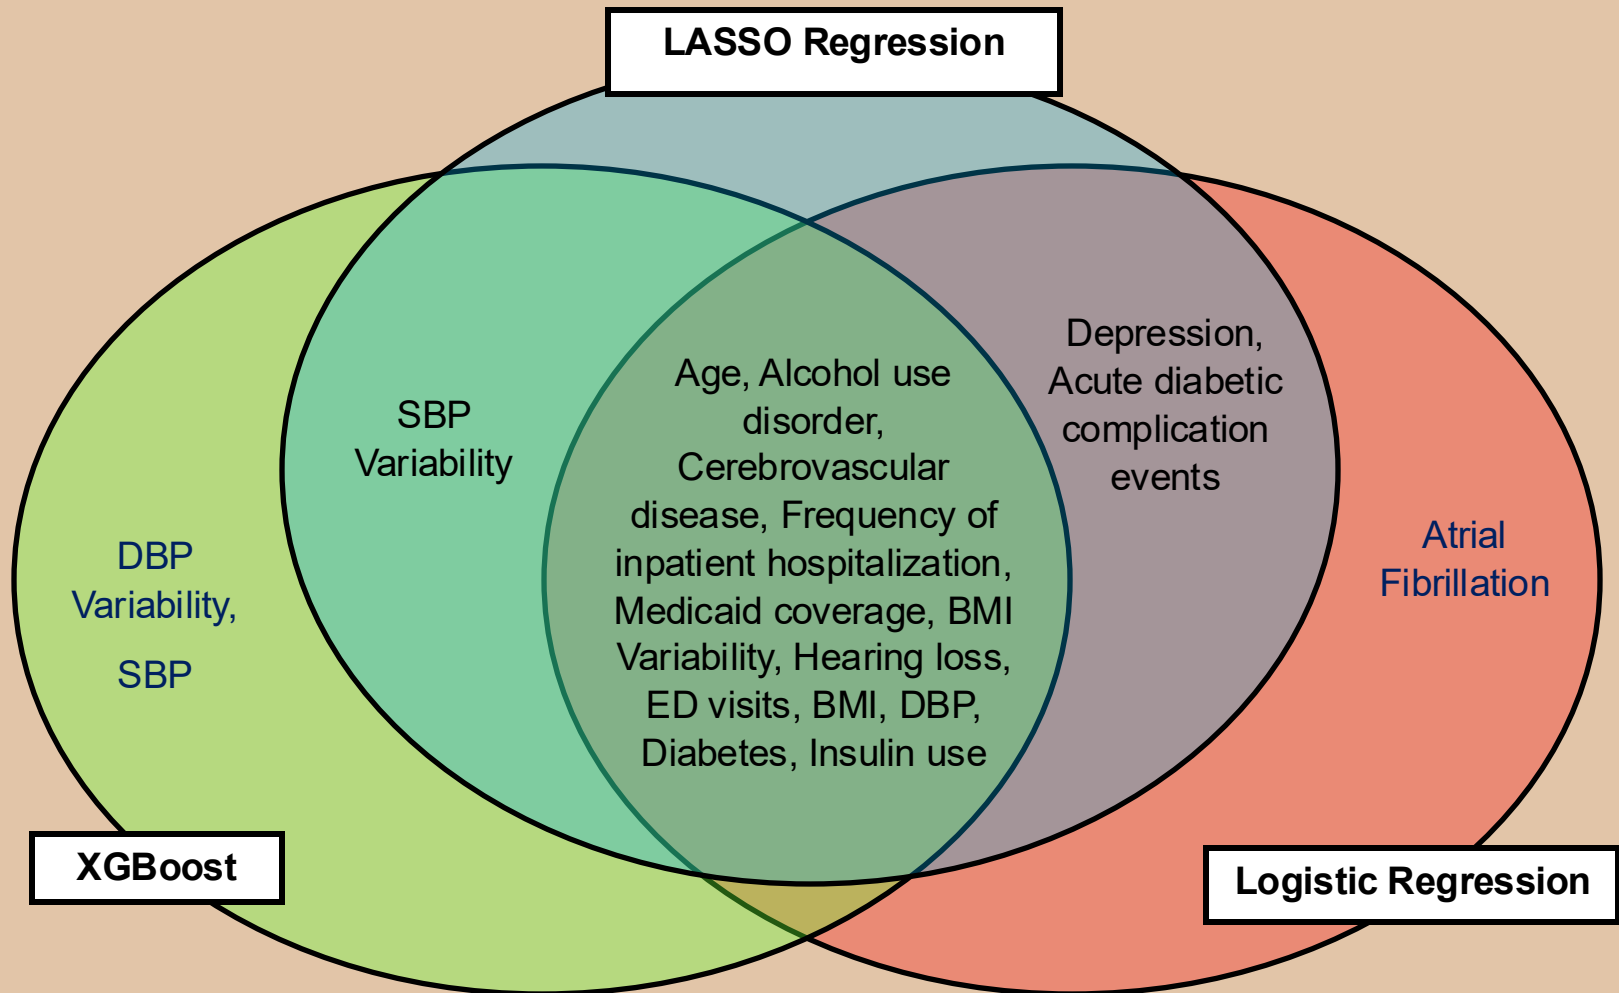 LASSO Regression
SBP
Variability
DBP
Variability,
SBP
Age, Alcohol use
disorder,
Cerebrovascular
disease, Frequency of
inpatient hospitalization,
Medicaid coverage, BMI
Variability, Hearing loss,
ED visits, BMI, DBP,
Diabetes, Insulin use
Depression,
Acute diabetic
complication
events
Atrial
Fibrillation
XGBoost
Logistic Regression